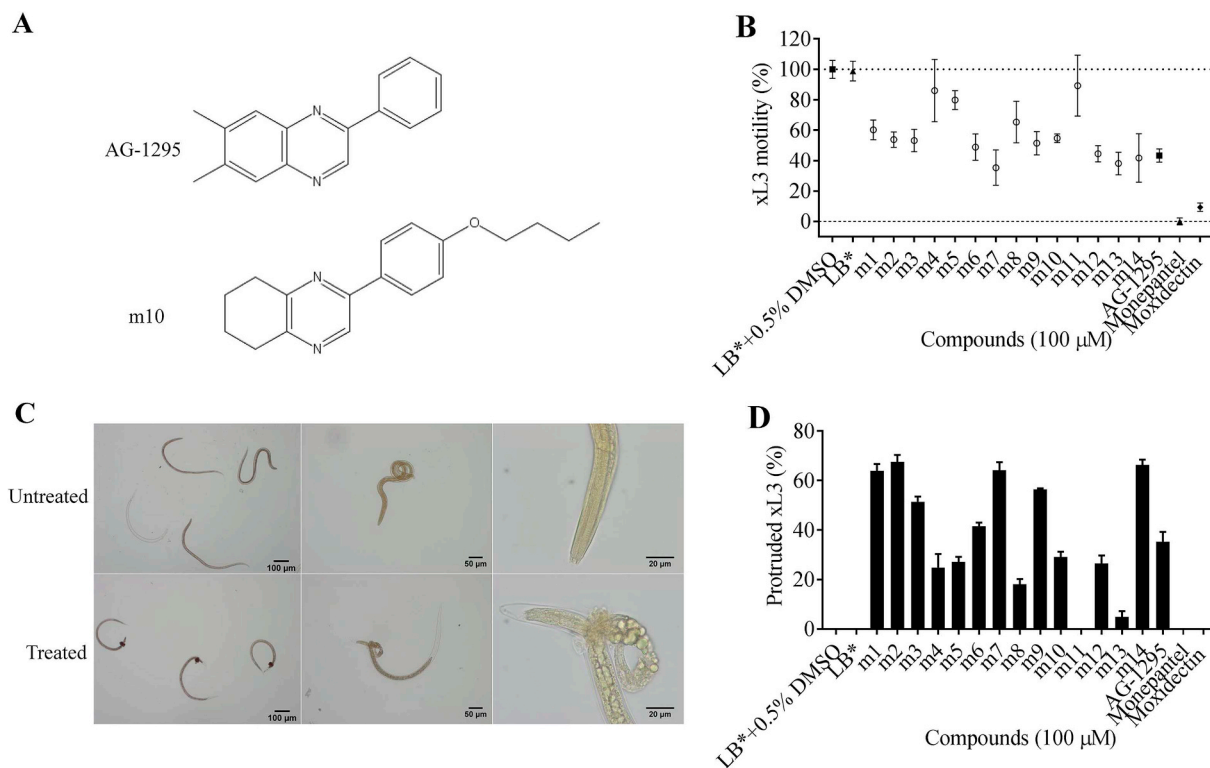 A
N
N
AG-1295
O
N
N
m10
B
xL3 motility (%)
120
100
80
60
40
20
0
LB*+0.5% DMSO
LB*
m1
m2
m3
m4
m5
m6
m7
m8
m9
m10
m11
m12
m13
m14
AG-1295
Monepantel
Moxidectin
Compounds (100 μM)
C
Untreated
100 μm
50 μm
20 μm
Treated
100 μm
50 μm
20 μm
D
Protruded xL3 (%)
80
60
40
20
0
LB*+0.5% DMSO
LB*
m1
m2
m3
m4
m5
m6
m7
m8
m9
m10
m11
m12
m13
m14
AG-1295
Monepantel
Moxidectin
Compounds (100 μM)